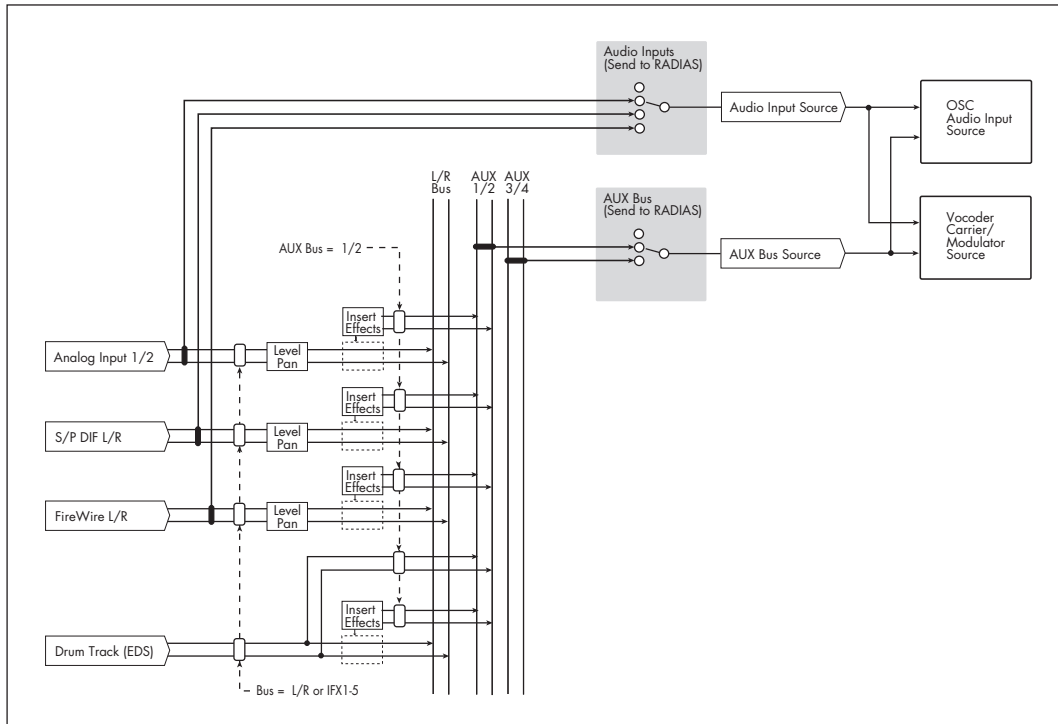 Audio Inputs
(Send to RADIAS)
Audio Input Source
OSC
Audio Input
Source
L/R
Bus
AUX
1/2
AUX
3/4
AUX Bus
(Send to RADIAS)
AUX Bus Source
Vocoder
Carrier/
Modulator
Source
AUX Bus = 1/2
Insert
Effects
Analog Input 1/2
Level
Pan
Insert
Effects
S/P DIF L/R
Level
Pan
Insert
Effects
FireWire L/R
Level
Pan
Insert
Effects
Drum Track (EDS)
Bus = L/R or IFX1-5